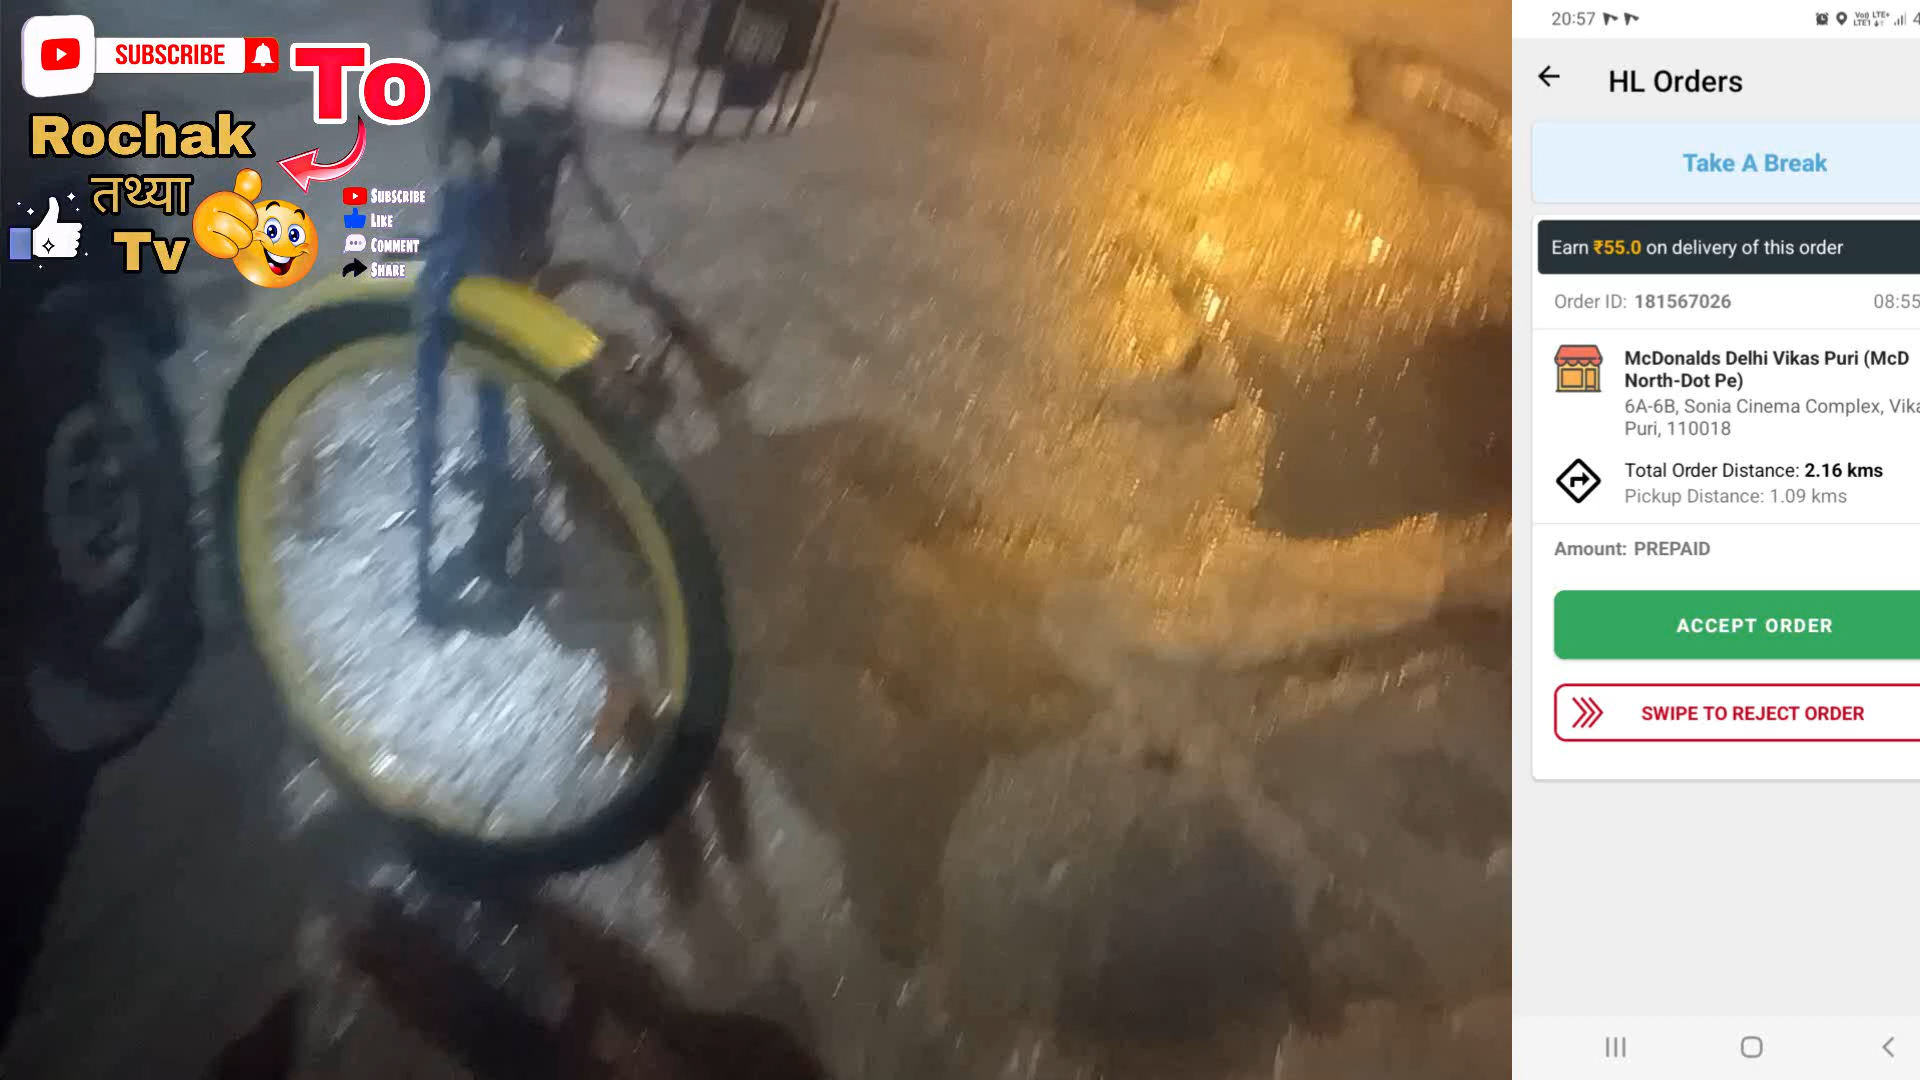 SUBSCRIBE
To
Rochak
तथ्या
Tv
SUBSCRIBE
LIKE
COMMENT
SHARE
20:57
HL Orders
Take A Break
Earn ₹55.0 on delivery of this order
Order ID: 181567026
08:55
McDonalds Delhi Vikas Puri (McD
North-Dot Pe)
6A-6B, Sonia Cinema Complex, Vika
Puri, 110018
Total Order Distance: 2.16 kms
Pickup Distance: 1.09 kms
Amount: PREPAID
ACCEPT ORDER
SWIPE TO REJECT ORDER